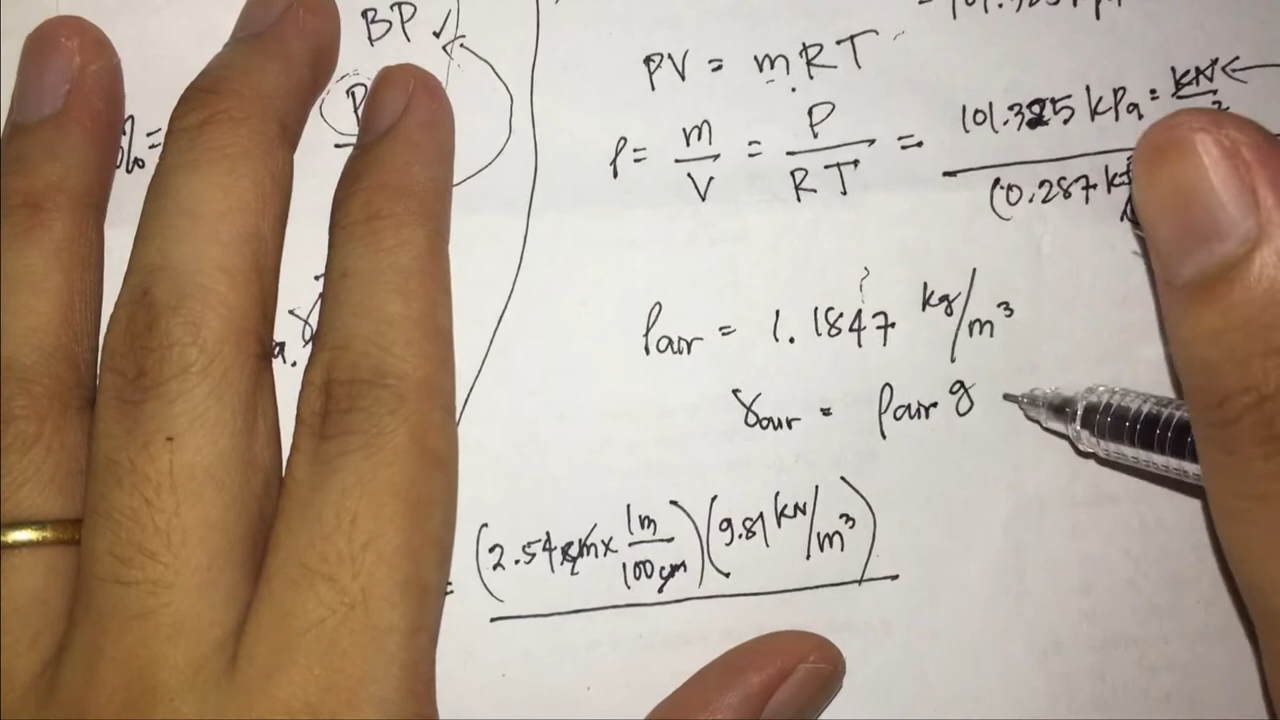 BP ✓
P
%=
γ
PV = mRT
ρ = m/V = P/RT = 101.325 kPa = kN
(0.287
ρair = 1.1847 kg/m³
γair = ρair g
= (2.54 cm x 1m/100cm)(9.81 kN/m³)